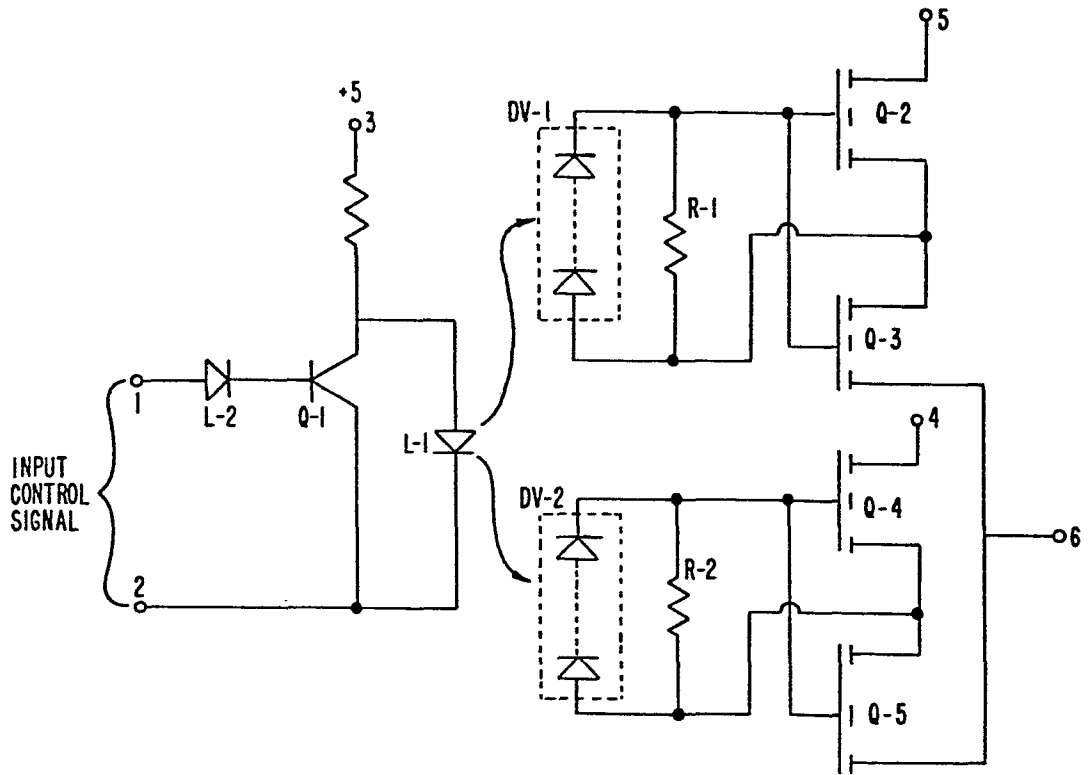 5
+5
3
DV-1
Q-2
R-1
Q-3
1
L-2
Q-1
L-1
4
INPUT
CONTROL
SIGNAL
DV-2
Q-4
6
2
R-2
Q-5